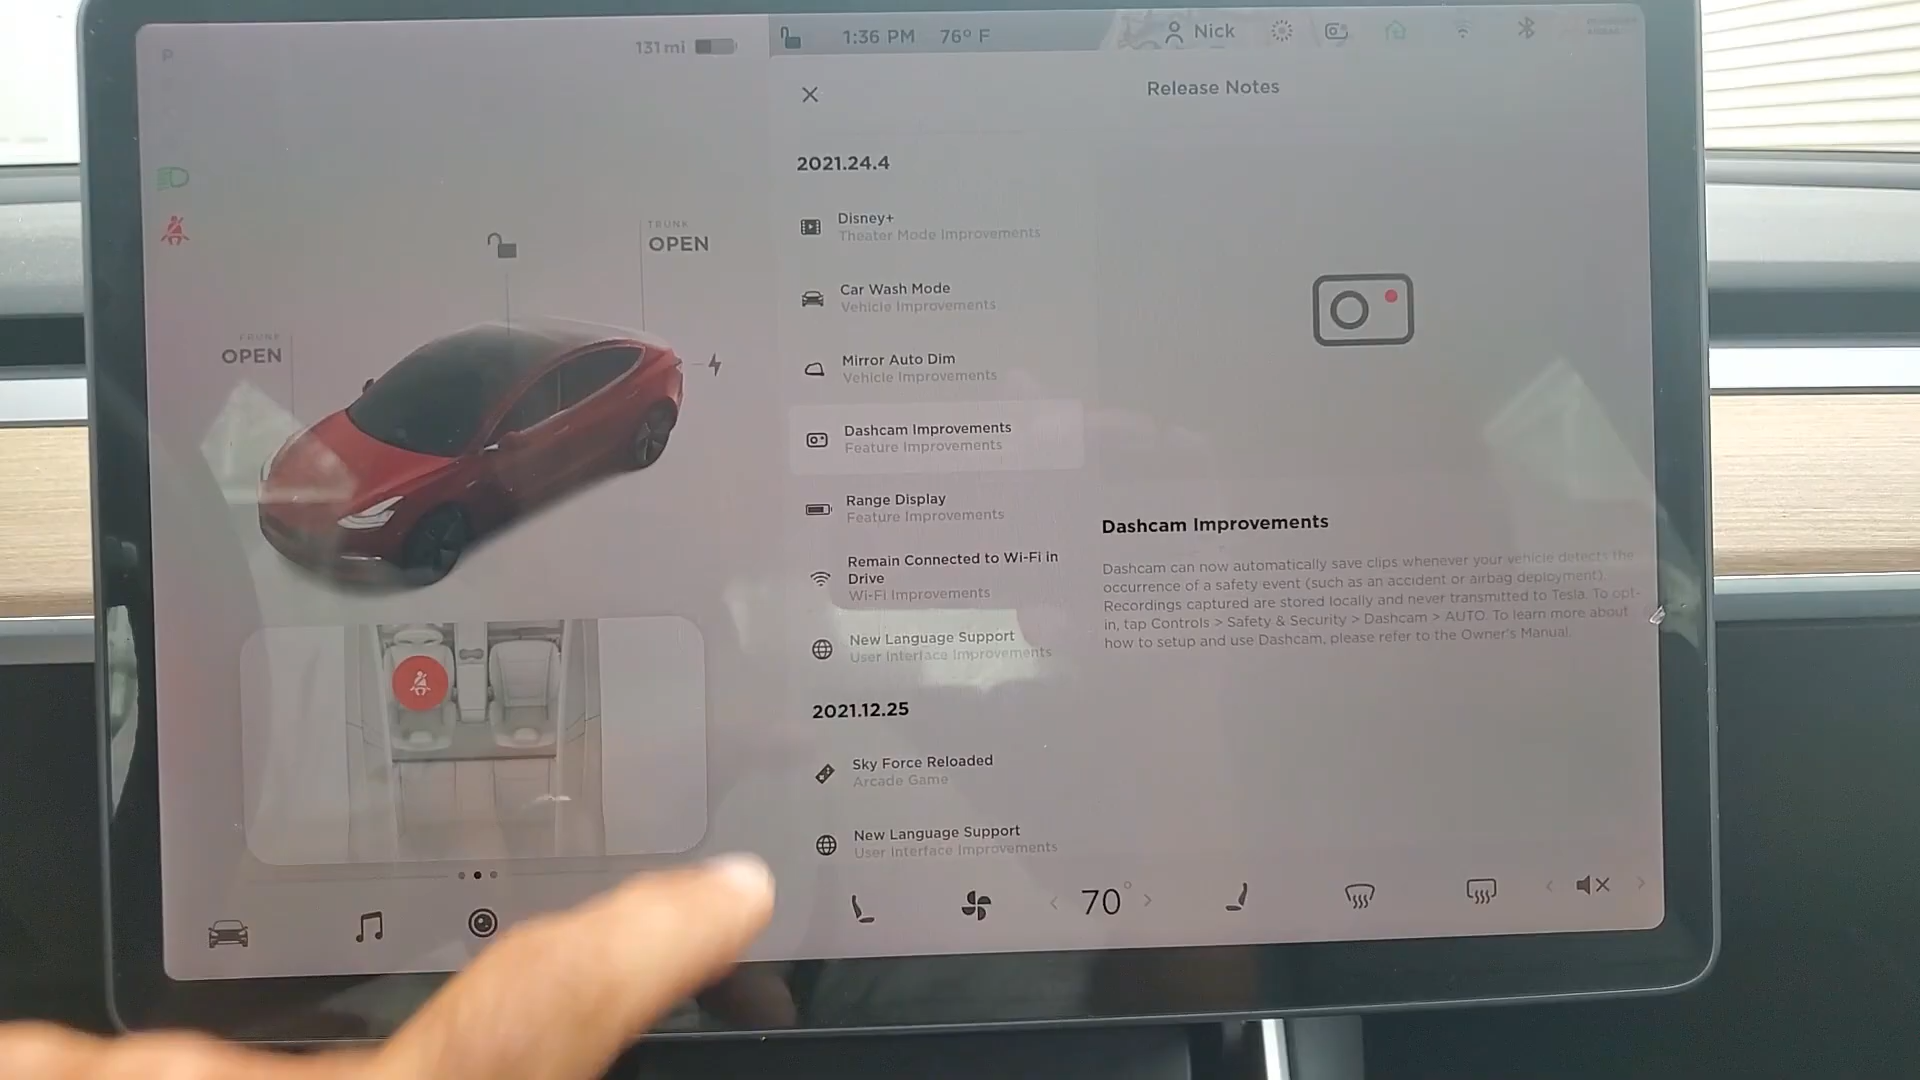 P
131 mi
1:36 PM
76° F
Nick
Release Notes
TRUNK
OPEN
FRUNK
OPEN
2021.24.4
Disney+
Theater Mode Improvements
Car Wash Mode
Vehicle Improvements
Mirror Auto Dim
Vehicle Improvements
Dashcam Improvements
Feature Improvements
Range Display
Feature Improvements
Remain Connected to Wi-Fi in
Drive
Wi-Fi Improvements
New Language Support
User Interface Improvements
2021.12.25
Sky Force Reloaded
Arcade Game
New Language Support
User Interface Improvements
Dashcam Improvements
Dashcam can now automatically save clips whenever your vehicle detects the
occurrence of a safety event (such as an accident or airbag deployment).
Recordings captured are stored locally and never transmitted to Tesla. To opt-
in, tap Controls > Safety & Security > Dashcam > AUTO. To learn more about
how to setup and use Dashcam, please refer to the Owner's Manual.
70°